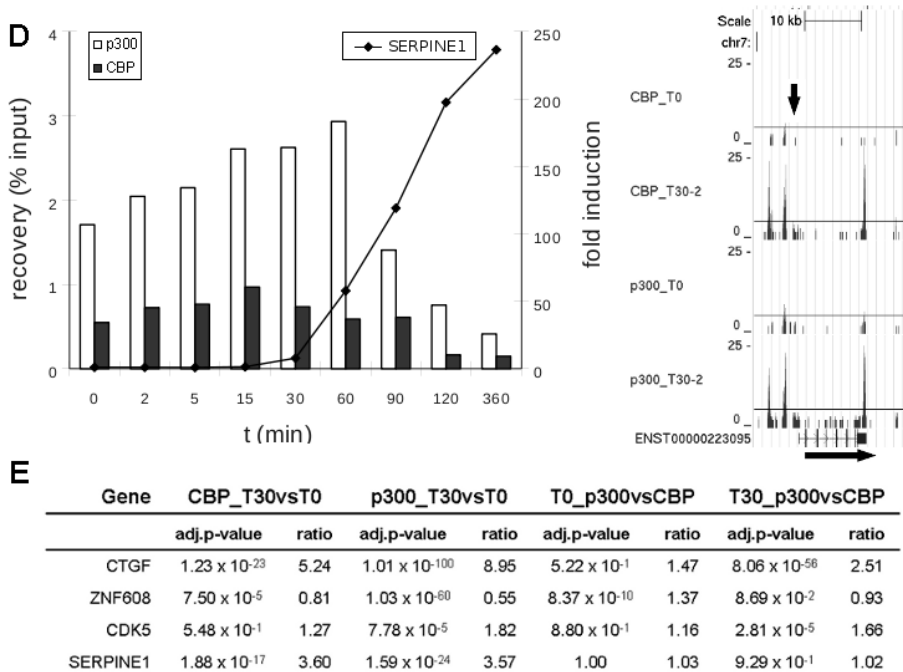 D
p300
CBP
SERPINE1
4
3
2
1
0
recovery (% input)
250
200
150
100
50
0
fold induction
0 2 5 15 30 60 90 120 360
t (min)
Scale 10 kb
chr7:
25 -
CBP_T0
0 _
25 -
CBP_T30-2
0 _
25 -
p300_T0
0 _
25 -
p300_T30-2
0 _
ENST00000223095
E
Gene CBP_T30vsT0 p300_T30vsT0 T0_p300vsCBP T30_p300vsCBP
adj.p-value ratio adj.p-value ratio adj.p-value ratio adj.p-value ratio
CTGF 1.23 x 10⁻²³ 5.24 1.01 x 10⁻¹⁰⁰ 8.95 5.22 x 10⁻¹ 1.47 8.06 x 10⁻⁵⁶ 2.51
ZNF608 7.50 x 10⁻⁵ 0.81 1.03 x 10⁻⁶⁰ 0.55 8.37 x 10⁻¹⁰ 1.37 8.69 x 10⁻² 0.93
CDK5 5.48 x 10⁻¹ 1.27 7.78 x 10⁻⁵ 1.82 8.80 x 10⁻¹ 1.16 2.81 x 10⁻⁵ 1.66
SERPINE1 1.88 x 10⁻¹⁷ 3.60 1.59 x 10⁻²⁴ 3.57 1.00 1.03 9.29 x 10⁻¹ 1.02